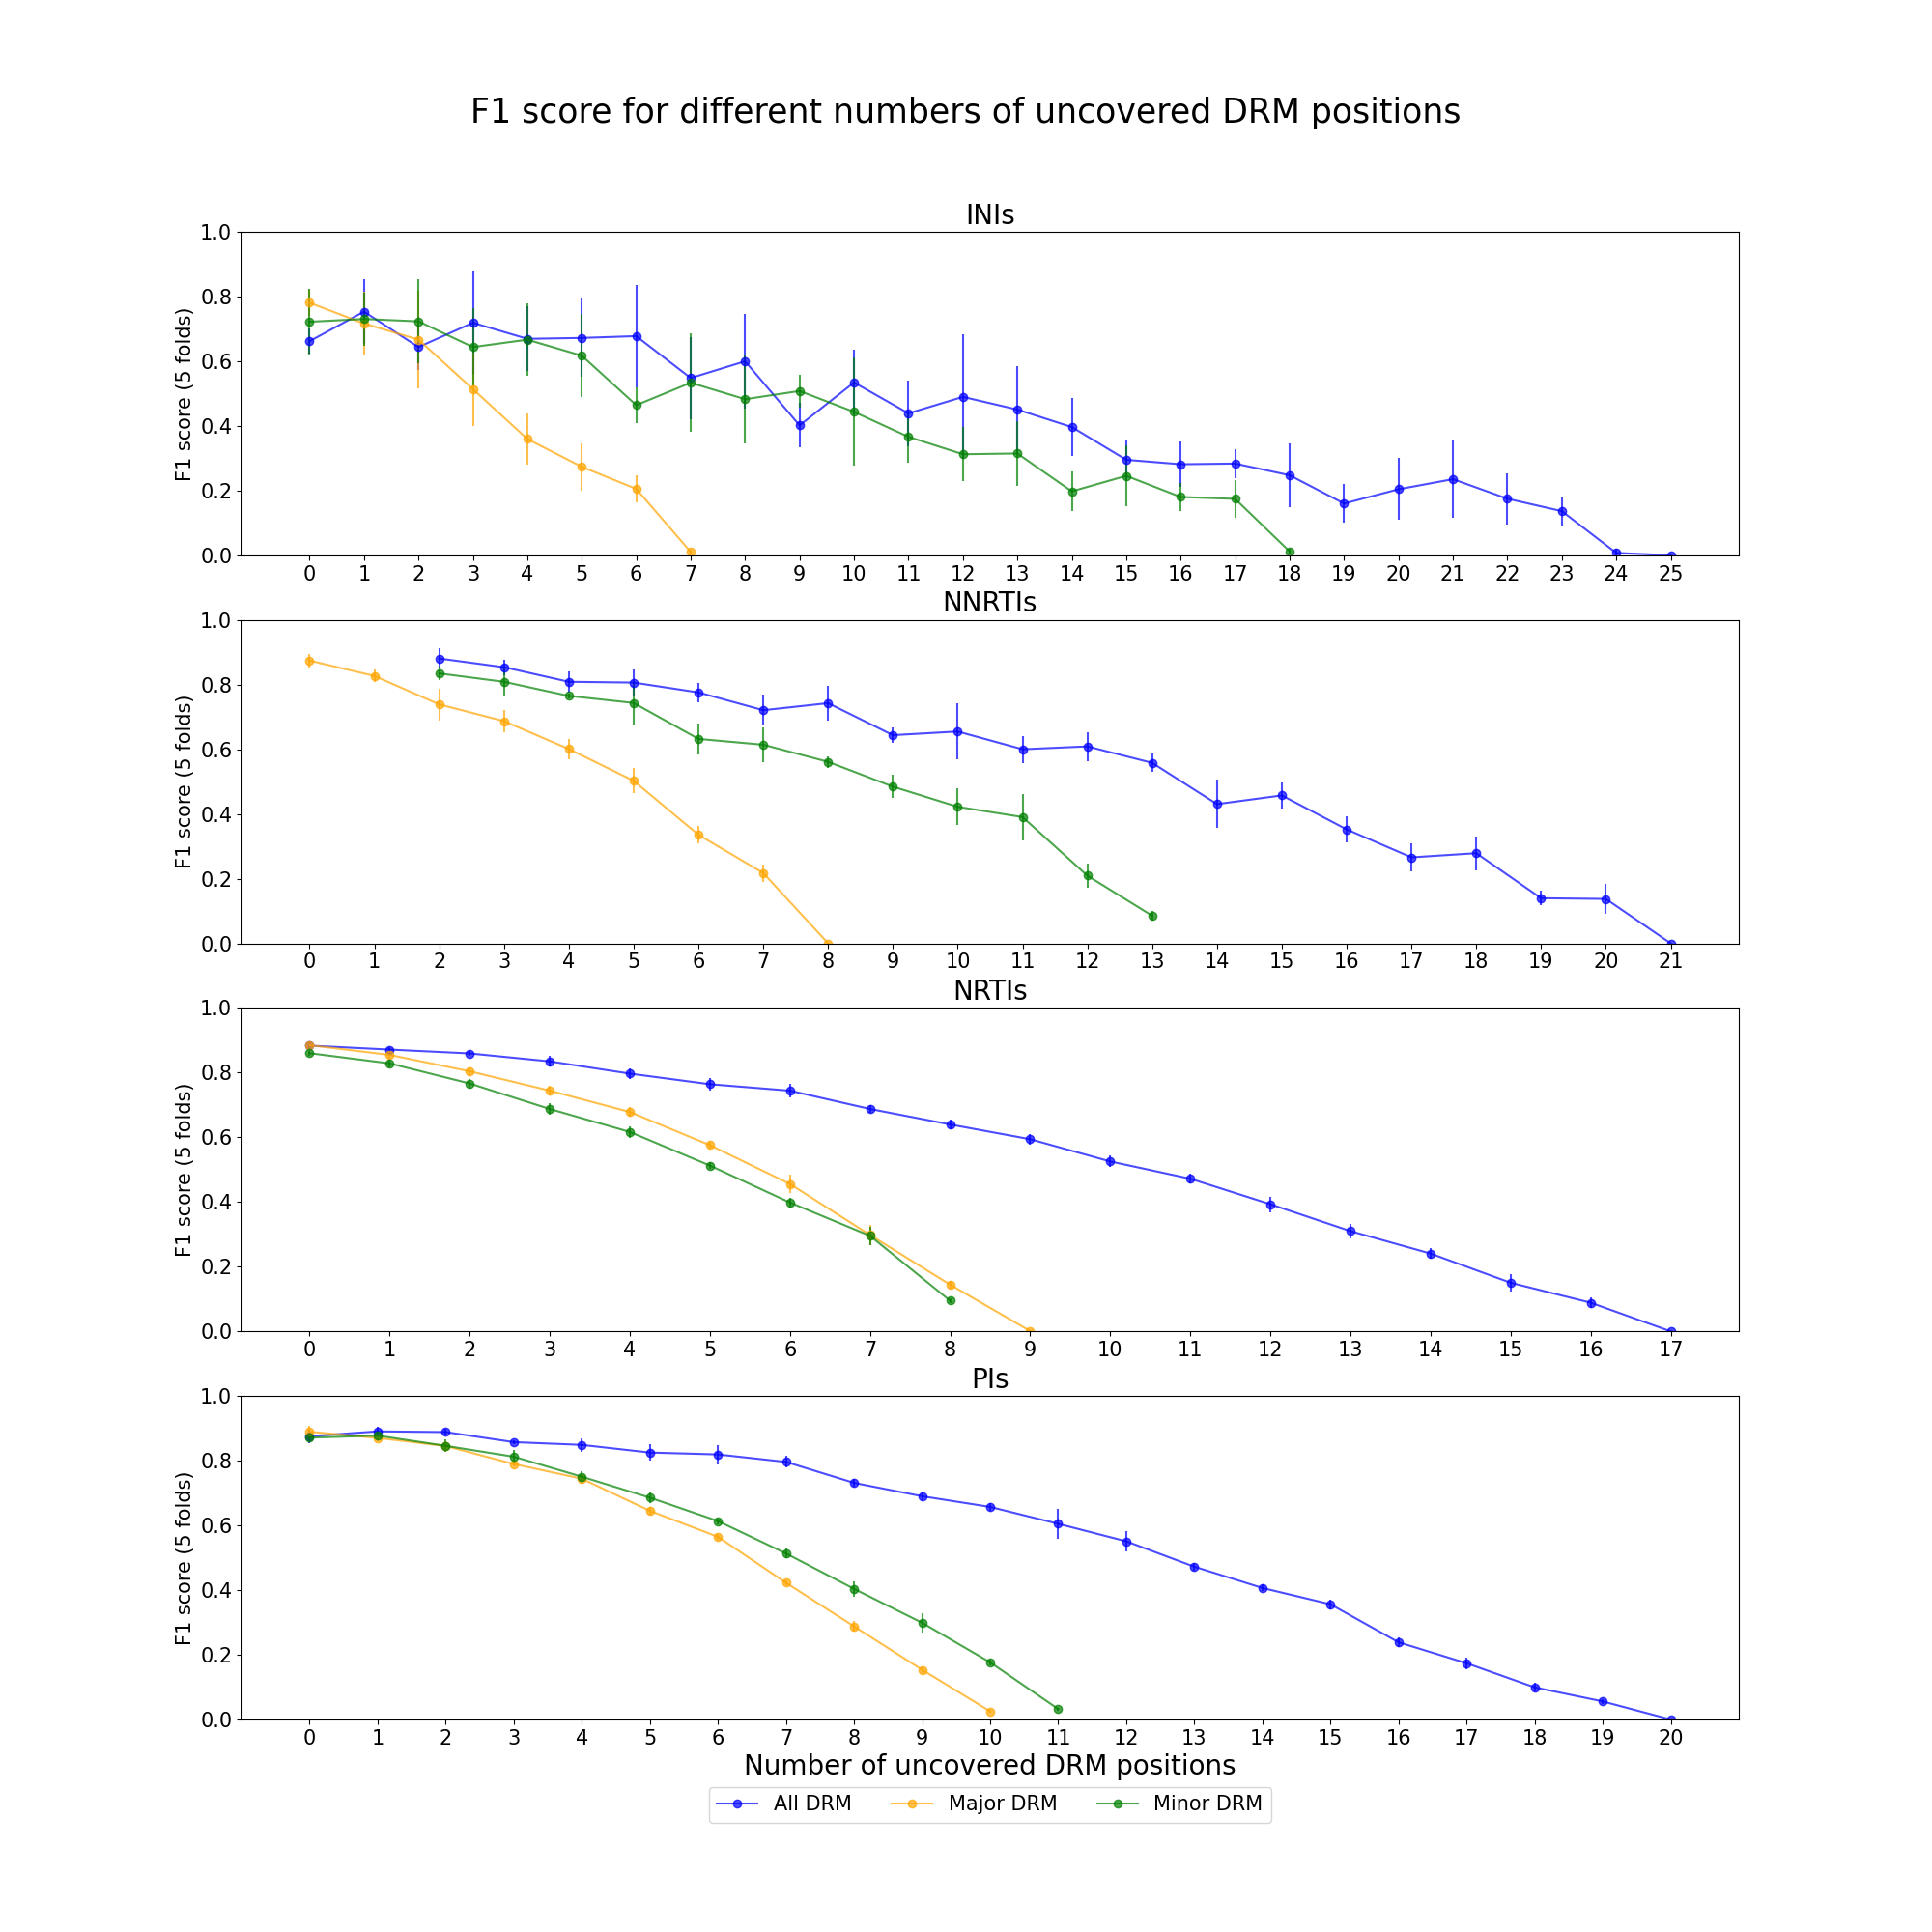 F1 score for different numbers of uncovered DRM positions
INIs
F1 score (5 folds)
1.0
0.8
0.6
0.4
0.2
0.0
0 1 2 3 4 5 6 7 8 9 10 11 12 13 14 15 16 17 18 19 20 21 22 23 24 25
NNRTIs
F1 score (5 folds)
1.0
0.8
0.6
0.4
0.2
0.0
0 1 2 3 4 5 6 7 8 9 10 11 12 13 14 15 16 17 18 19 20 21
NRTIs
F1 score (5 folds)
1.0
0.8
0.6
0.4
0.2
0.0
0 1 2 3 4 5 6 7 8 9 10 11 12 13 14 15 16 17
PIs
F1 score (5 folds)
1.0
0.8
0.6
0.4
0.2
0.0
0 1 2 3 4 5 6 7 8 9 10 11 12 13 14 15 16 17 18 19 20
Number of uncovered DRM positions
All DRM Major DRM Minor DRM